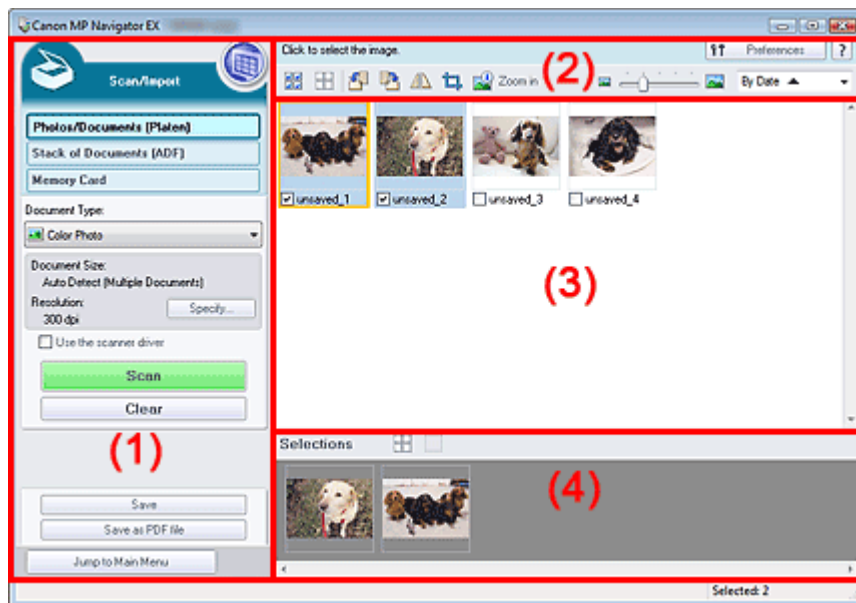 Canon MP Navigator EX
Scan/Import
Photos/Documents (Platen)
Stack of Documents (ADF)
Memory Card
Document Type:
Color Photo
Document Size:
Auto Detect (Multiple Documents)
Resolution:
300 dpi
Specify...
Use the scanner driver
Scan
Clear
(1)
Save
Save as PDF file
Jump to Main Menu
Click to select the image.
Preferences
?
Zoom in
(2)
By Date
unsaved_1
unsaved_2
unsaved_3
unsaved_4
(3)
Selections
(4)
Selected: 2